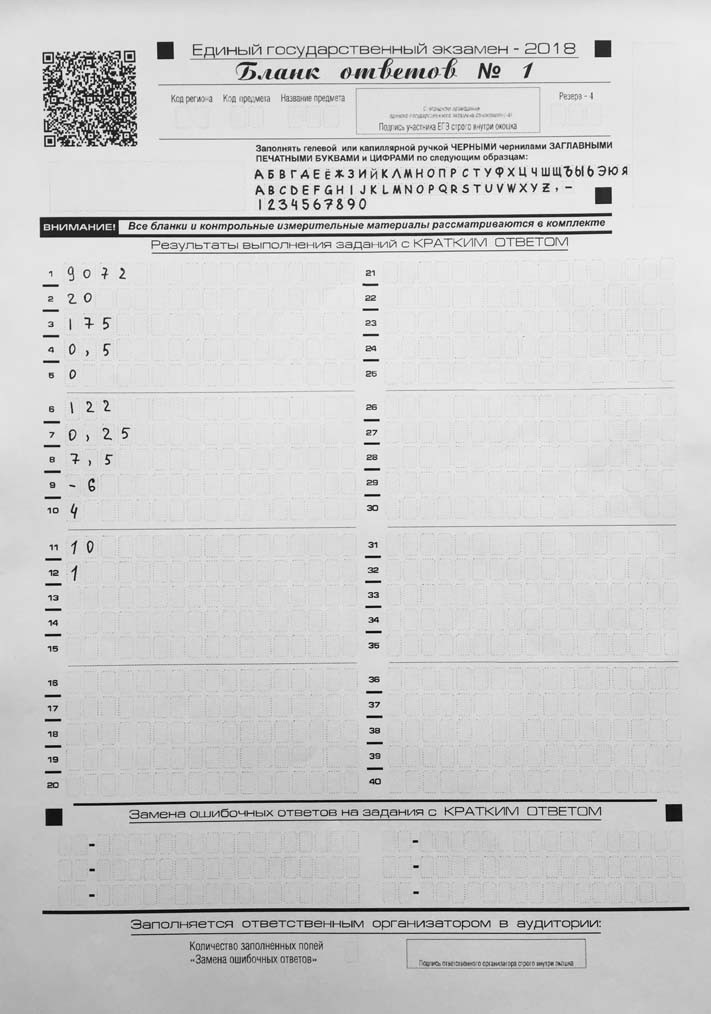 Единый государственный экзамен - 2018
Бланк ответов № 1
Код региона Код предмета Название предмета
Резерв - 4
Подпись участника ЕГЭ строго внутри окошка
Заполнять гелевой или капиллярной ручкой ЧЕРНЫМИ чернилами ЗАГЛАВНЫМИ
ПЕЧАТНЫМИ БУКВАМИ и ЦИФРАМИ по следующим образцам:
АБВГДЕЁЖЗИЙКЛМНОПРСТУФХЦЧШЩЪЫЬЭЮЯ
ABCDEFGHIJKLMNOPQRSTUVWXYZ,-
1234567890
ВНИМАНИЕ! Все бланки и контрольные измерительные материалы рассматриваются в комплекте
Результаты выполнения заданий с КРАТКИМ ОТВЕТОМ
1 9072 21
2 20 22
3 175 23
4 0,5 24
5 0 25
6 122 26
7 0,25 27
8 7,5 28
9 -6 29
10 4 30
11 10 31
12 1 32
13 33
14 34
15 35
16 36
17 37
18 38
19 39
20 40
Замена ошибочных ответов на задания с КРАТКИМ ОТВЕТОМ
- -
- -
- -
Заполняется ответственным организатором в аудитории:
Количество заполненных полей
«Замена ошибочных ответов»
Подпись ответственного организатора строго внутри окошка